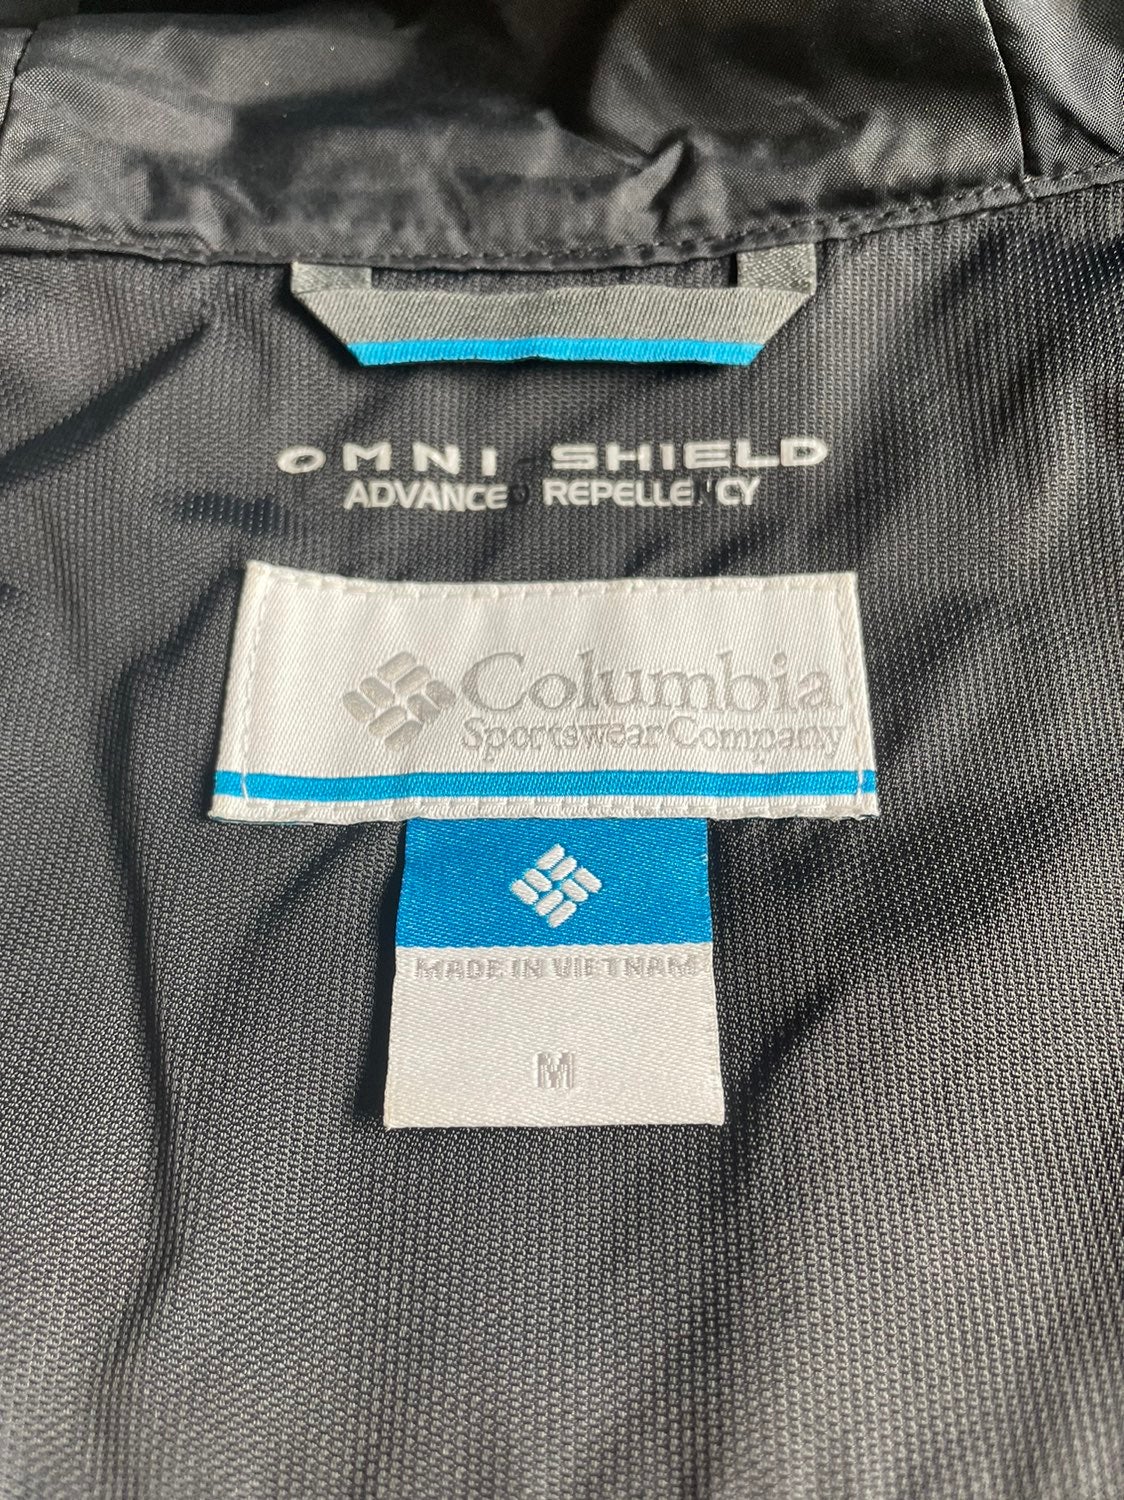 OMNI-SHIELD
ADVANCED REPELLENCY
Columbia
Sportswear Company
MADE IN VIETNAM
M